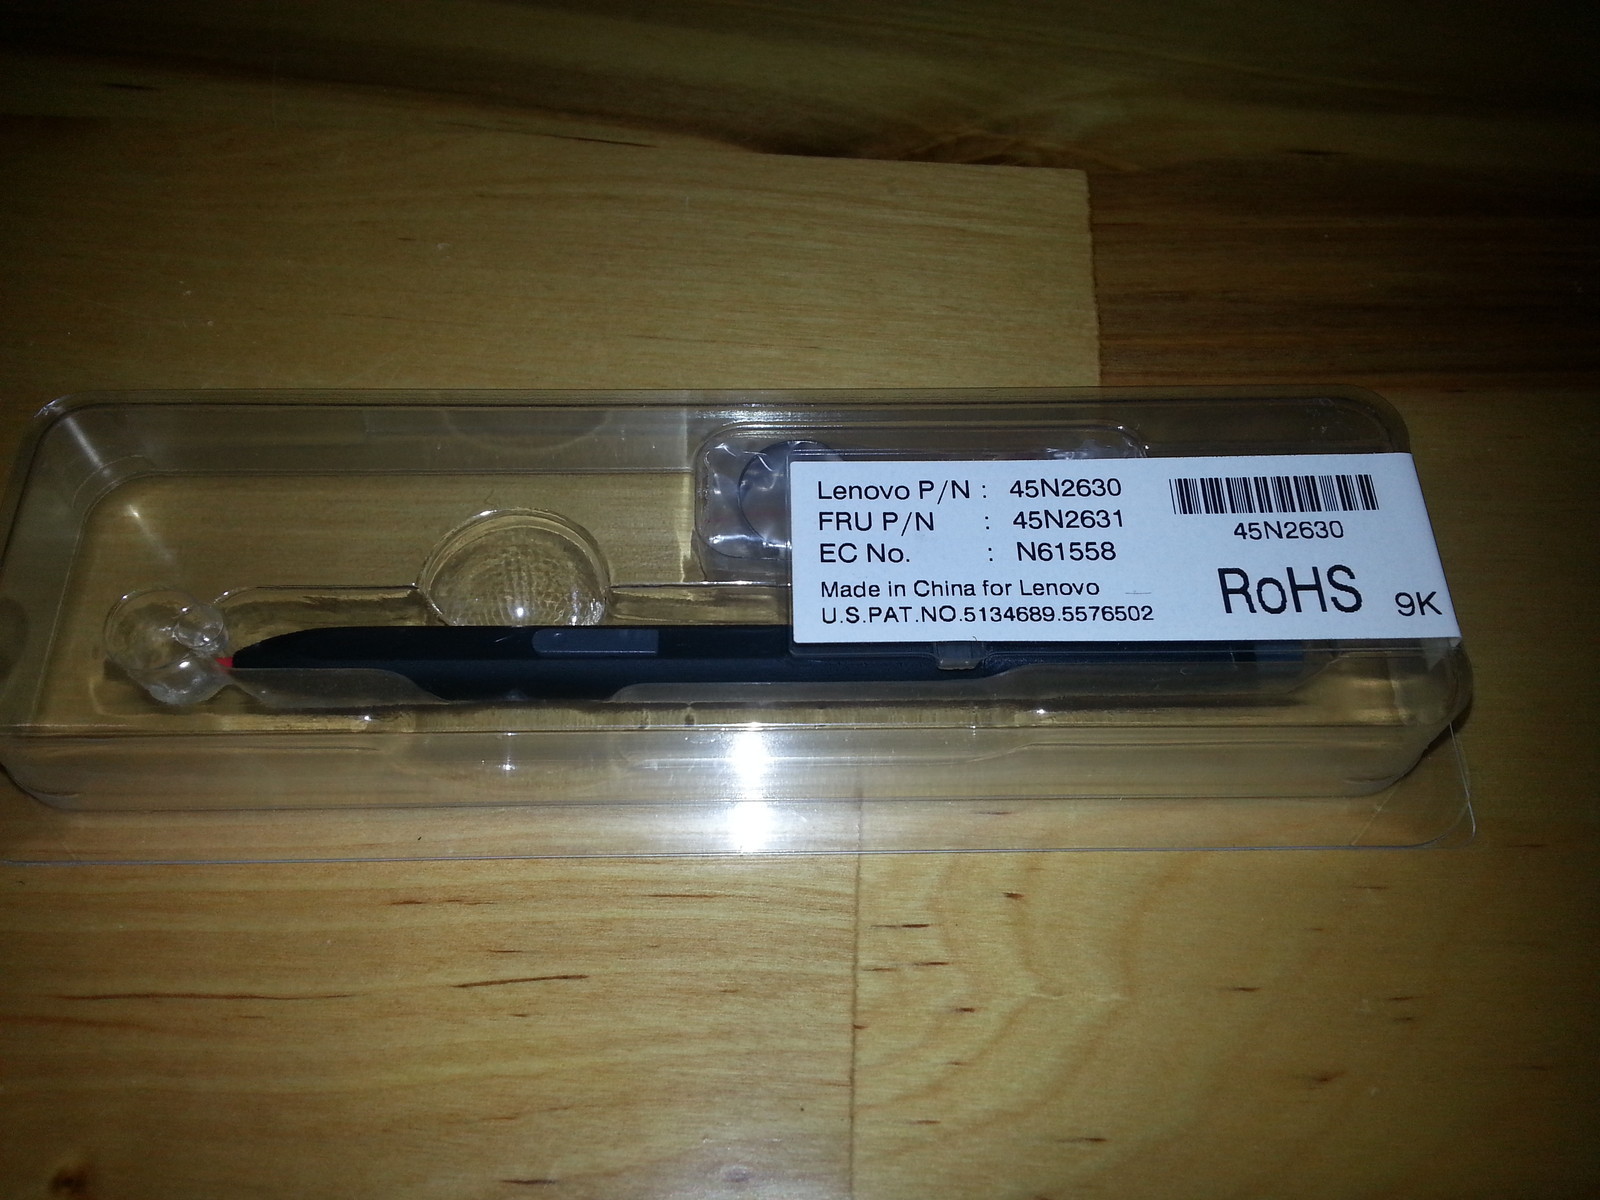 Lenovo P/N : 45N2630
FRU P/N : 45N2631
EC No. : N61558
Made in China for Lenovo
U.S.PAT.NO.5134689.5576502
45N2630
RoHS
9K